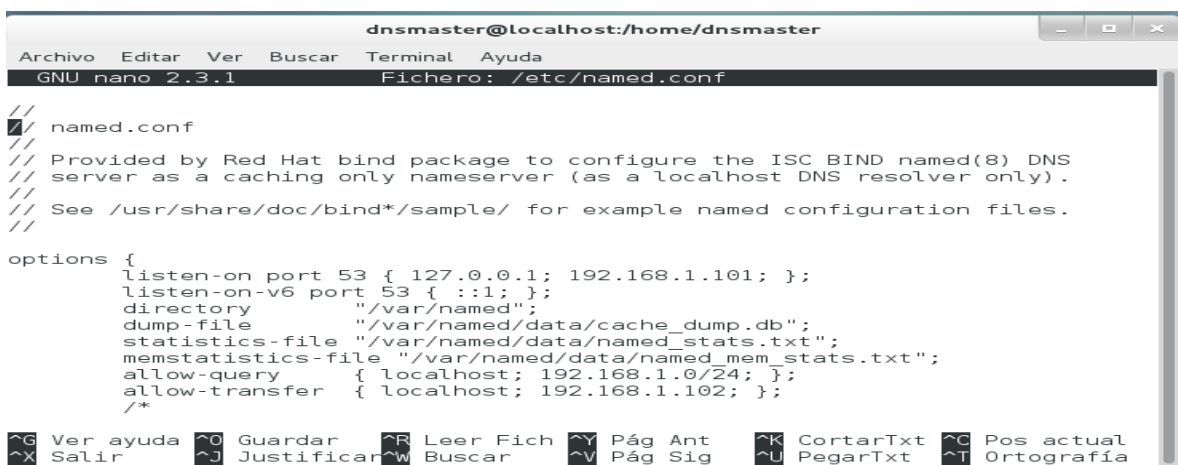 dnsmaster@localhost:/home/dnsmaster
Archivo Editar Ver Buscar Terminal Ayuda
GNU nano 2.3.1 Fichero: /etc/named.conf
//
// named.conf
//
// Provided by Red Hat bind package to configure the ISC BIND named(8) DNS
// server as a caching only nameserver (as a localhost DNS resolver only).
//
// See /usr/share/doc/bind*/sample/ for example named configuration files.
//
options {
listen-on port 53 { 127.0.0.1; 192.168.1.101; };
listen-on-v6 port 53 { ::1; };
directory "/var/named";
dump-file "/var/named/data/cache_dump.db";
statistics-file "/var/named/data/named_stats.txt";
memstatistics-file "/var/named/data/named_mem_stats.txt";
allow-query { localhost; 192.168.1.0/24; };
allow-transfer { localhost; 192.168.1.102; };
/*
^G Ver ayuda ^O Guardar ^R Leer Fich ^Y Pág Ant ^K CortarTxt ^C Pos actual
^X Salir ^J Justificar ^W Buscar ^V Pág Sig ^U PegarTxt ^T Ortografía